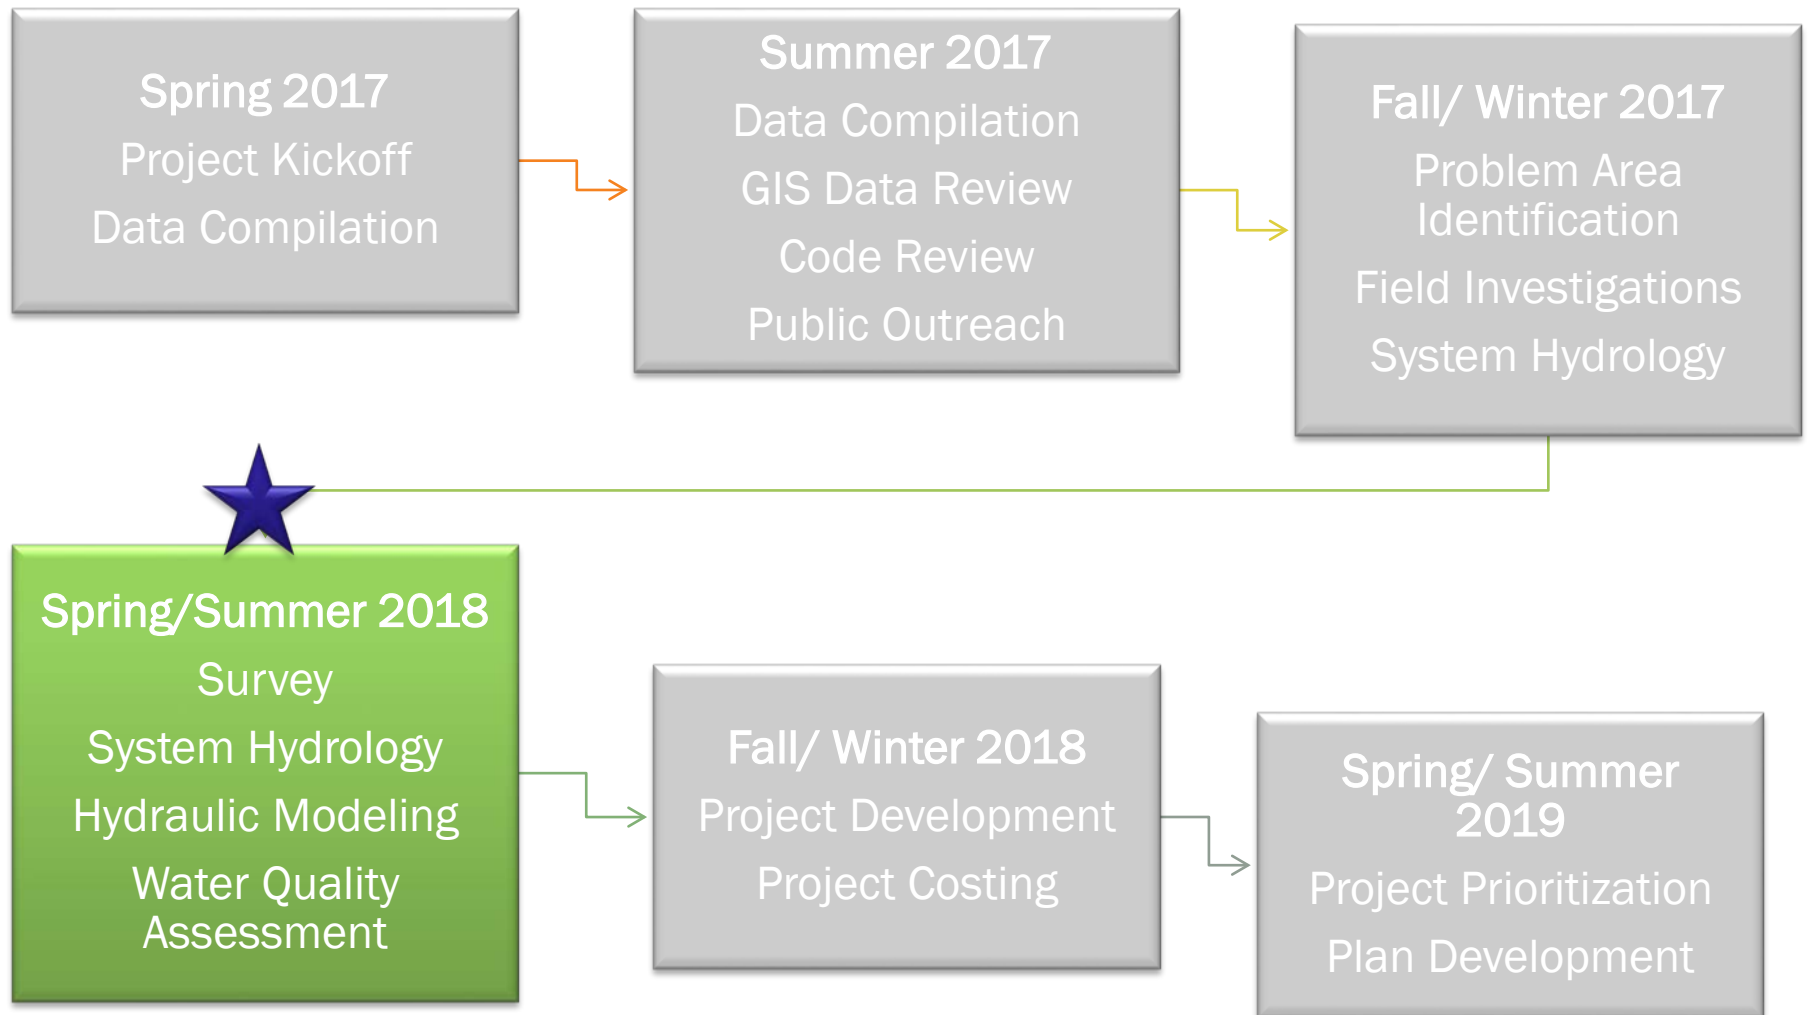 Spring 2017
Project Kickoff
Data Compilation
Summer 2017
Data Compilation
GIS Data Review
Code Review
Public Outreach
Fall/ Winter 2017
Problem Area
Identification
Field Investigations
System Hydrology
Spring/Summer 2018
Survey
System Hydrology
Hydraulic Modeling
Water Quality
Assessment
Fall/ Winter 2018
Project Development
Project Costing
Spring/ Summer
2019
Project Prioritization
Plan Development